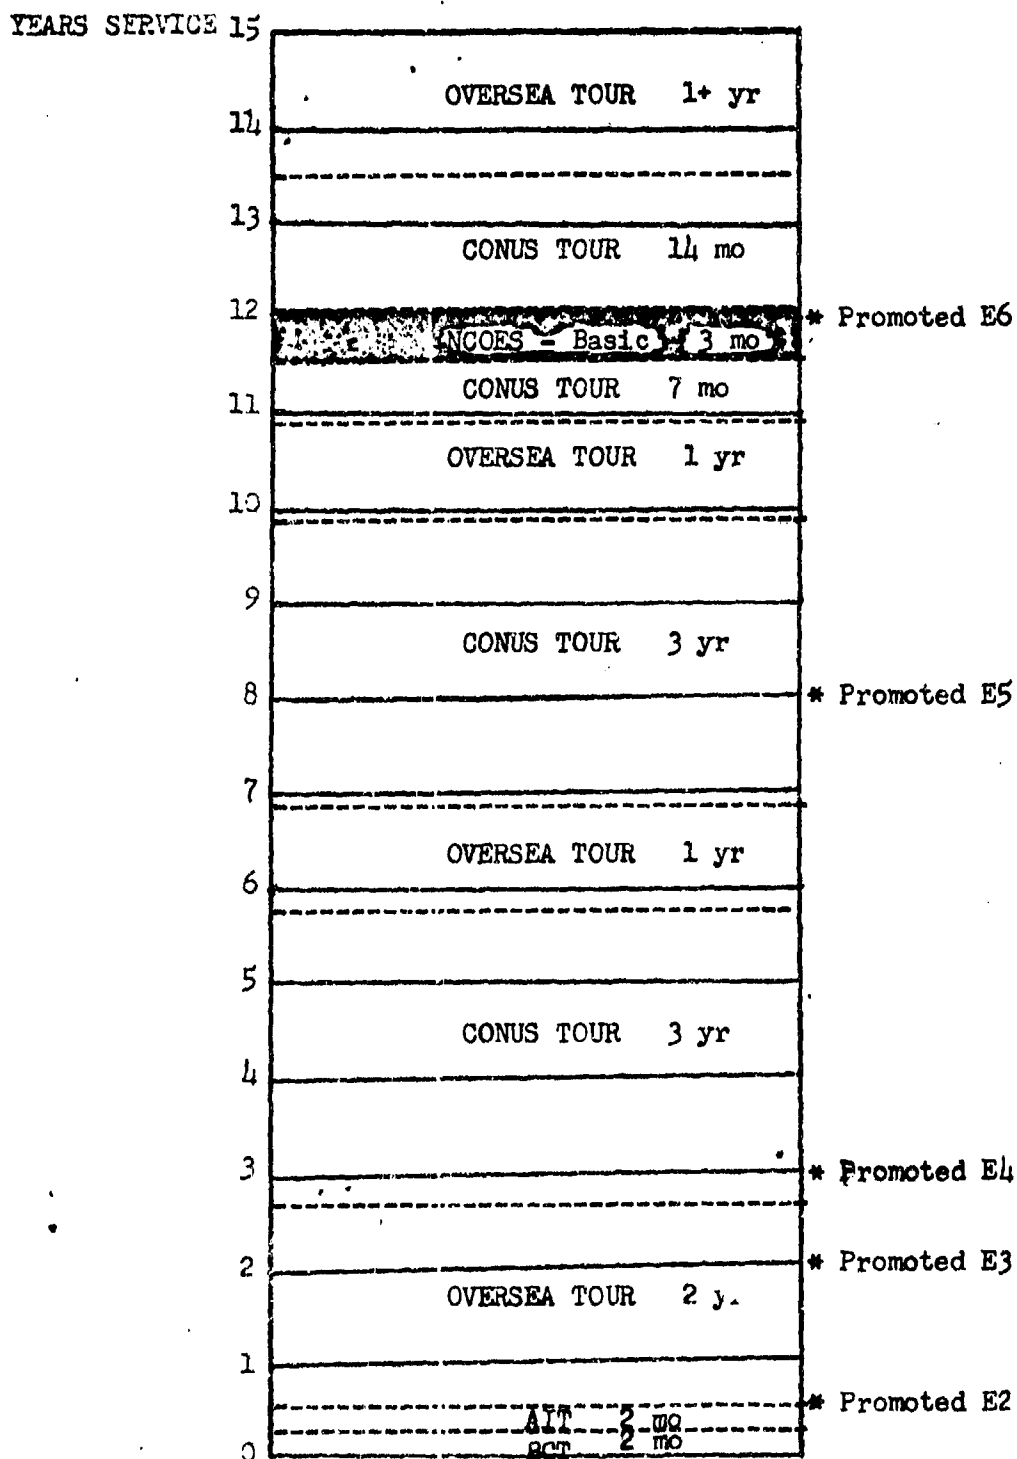 YEARS SERVICE 15
OVERSEA TOUR 1+ yr
14
13
CONUS TOUR 14 mo
12 * Promoted E6
NCOES - Basic 3 mo
CONUS TOUR 7 mo
11
OVERSEA TOUR 1 yr
10
9
CONUS TOUR 3 yr
8 * Promoted E5
7
OVERSEA TOUR 1 yr
6
5
CONUS TOUR 3 yr
4
3 * Promoted E4
2 * Promoted E3
OVERSEA TOUR 2
1
* Promoted E2
AIT 2 mo
2 mo
0